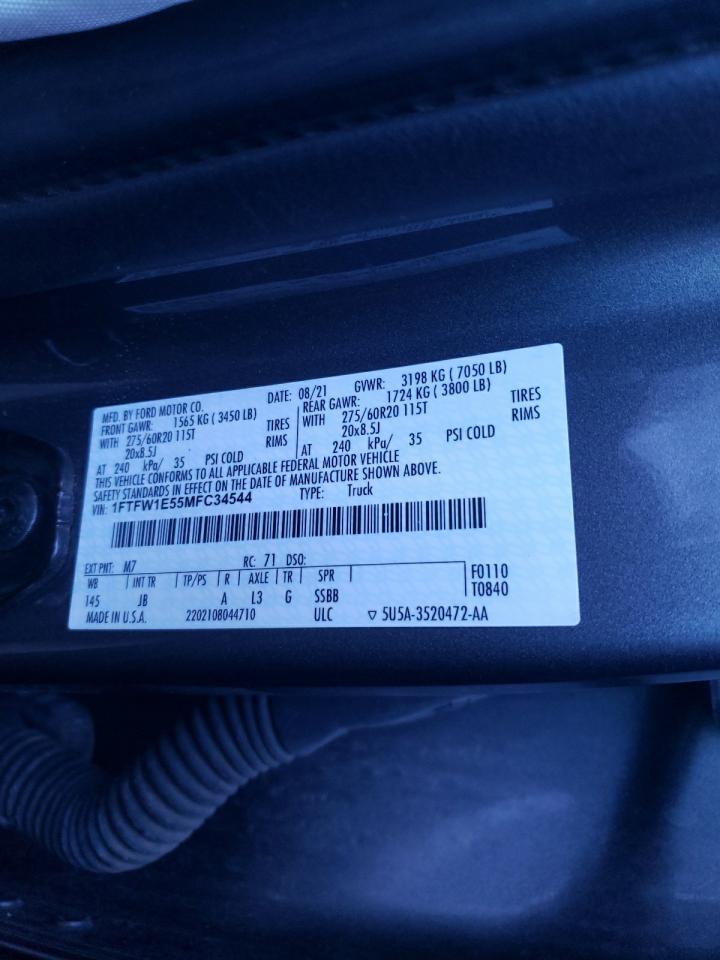 MFD. BY FORD MOTOR CO. DATE: 08/21 GVWR: 3198 KG ( 7050 LB)
FRONT GAWR: 1565 KG ( 3450 LB) REAR GAWR: 1724 KG ( 3800 LB)
WITH 275/60R20 115T TIRES WITH 275/60R20 115T TIRES
20x8.5J RIMS 20x8.5J RIMS
AT 240 kPa/ 35 PSI COLD AT 240 kPa/ 35 PSI COLD
THIS VEHICLE CONFORMS TO ALL APPLICABLE FEDERAL MOTOR VEHICLE
SAFETY STANDARDS IN EFFECT ON THE DATE OF MANUFACTURE SHOWN ABOVE.
VIN: 1FTFW1E55MFC34544 TYPE: Truck
EXT PNT: M7 RC: 71 DSO:
WB INT TR TP/PS R AXLE TR SPR F0110
145 JB A L3 G SSBB T0840
MADE IN U.S.A. 2202108044710 ULC ▽ 5U5A-3520472-AA